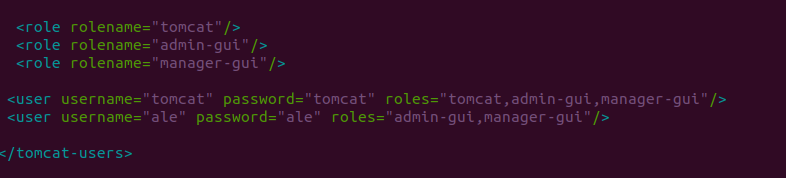 <role rolename="tomcat"/>
<role rolename="admin-gui"/>
<role rolename="manager-gui"/>
<user username="tomcat" password="tomcat" roles="tomcat,admin-gui,manager-gui"/>
<user username="ale" password="ale" roles="admin-gui,manager-gui"/>
</tomcat-users>